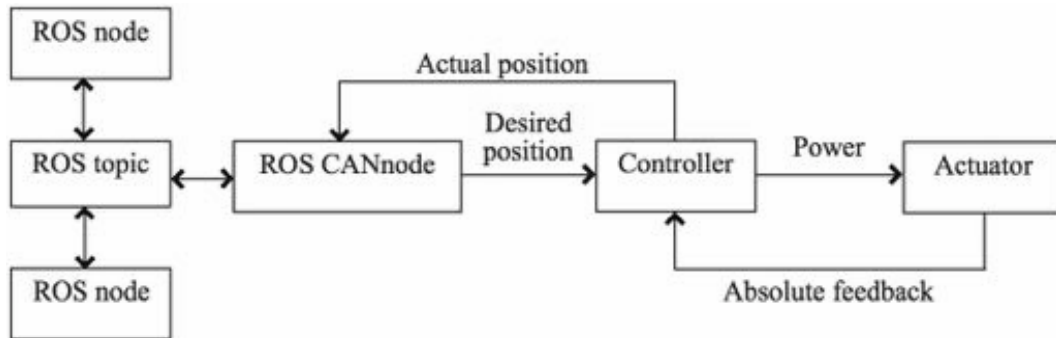 ROS node
Actual position
Desired
position
ROS topic
ROS CANnode
Controller
Power
Actuator
ROS node
Absolute feedback